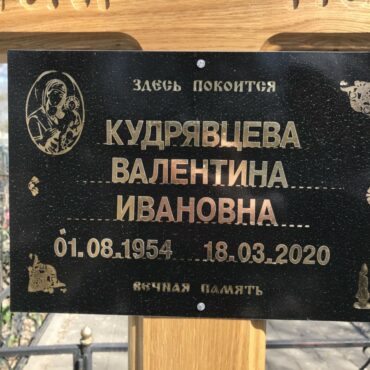 ЗДЕСЬ ПОКОИТСЯ
КУДРЯВЦЕВА
ВАЛЕНТИНА
ИВАНОВНА
01.08.1954 18.03.2020
ВЕЧНАЯ ПАМЯТЬ